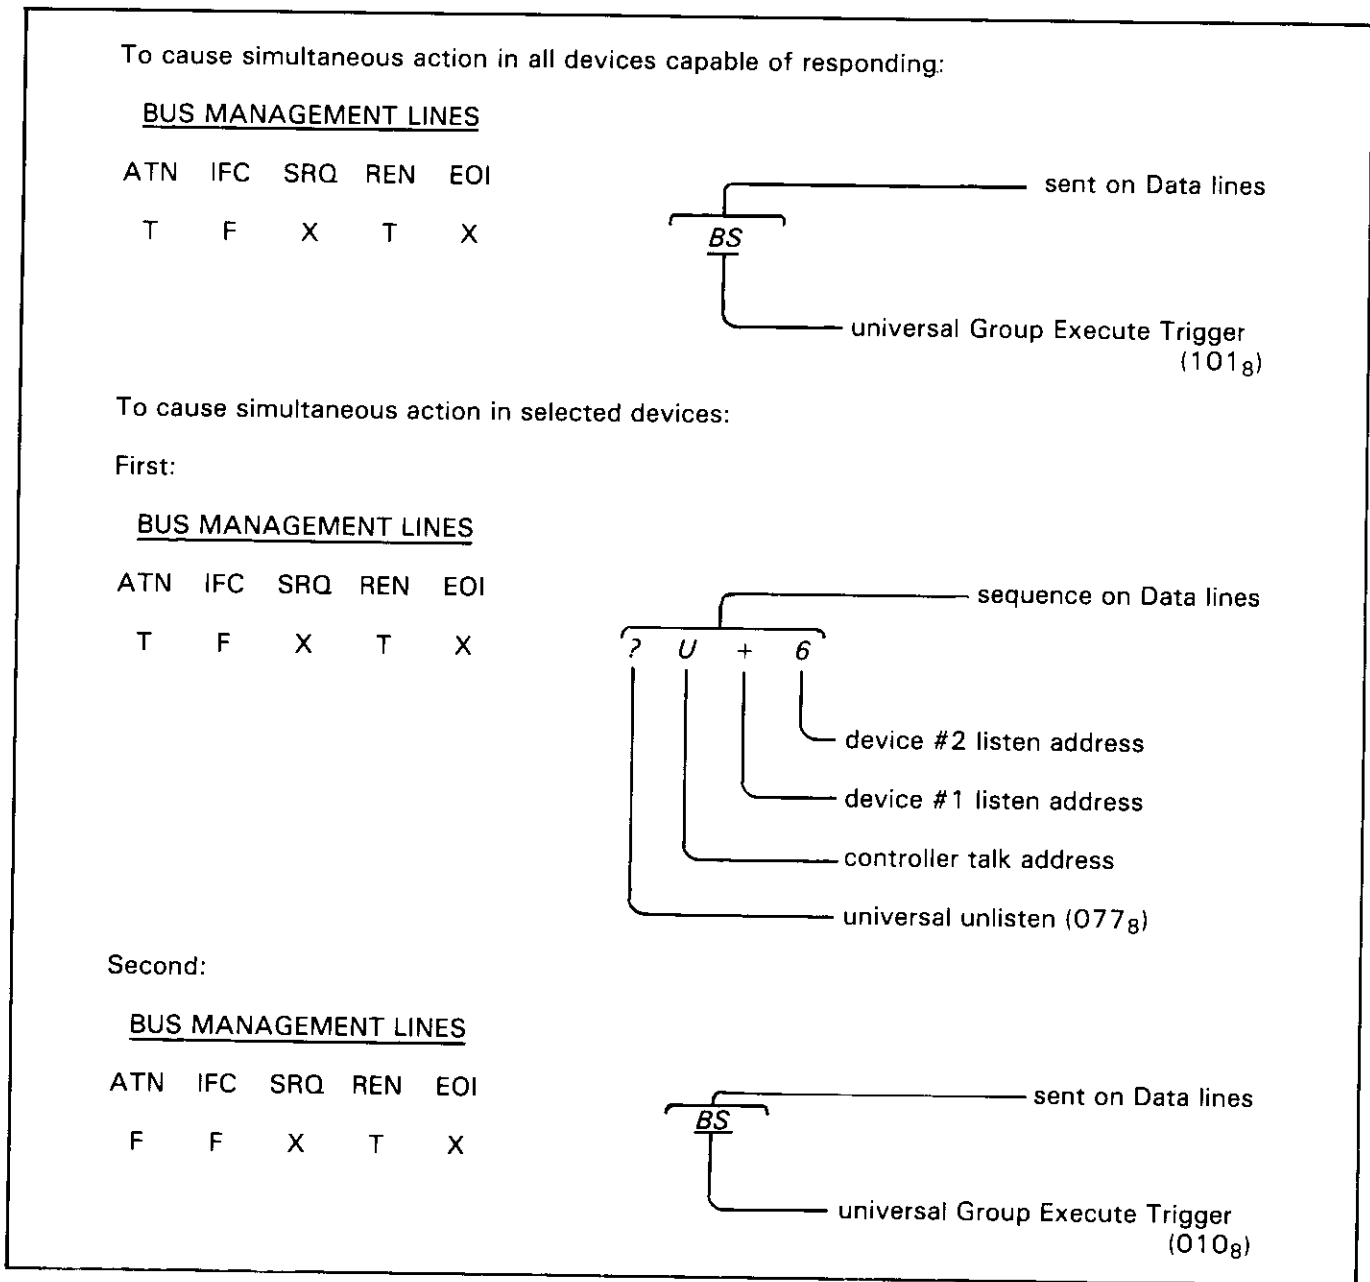 To cause simultaneous action in all devices capable of responding:
BUS MANAGEMENT LINES
ATN IFC SRQ REN EOI
sent on Data lines
T F X T X
BS
universal Group Execute Trigger
(101₈)
To cause simultaneous action in selected devices:
First:
BUS MANAGEMENT LINES
ATN IFC SRQ REN EOI
sequence on Data lines
T F X T X
? U + 6
device #2 listen address
device #1 listen address
controller talk address
universal unlisten (077₈)
Second:
BUS MANAGEMENT LINES
ATN IFC SRQ REN EOI
sent on Data lines
F F X T X
BS
universal Group Execute Trigger
(010₈)